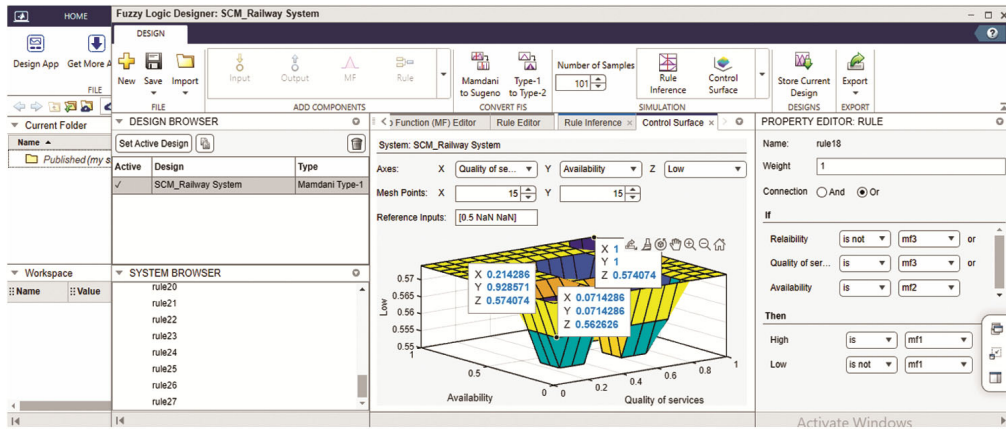 HOME
Fuzzy Logic Designer: SCM_Railway System
DESIGN
Design App
Get More A
FILE
New
Save
Import
FILE
Input
Output
MF
Rule
ADD COMPONENTS
Mamdani to Sugeno
Type-1 to Type-2
CONVERT FIS
Number of Samples
101
Rule Inference
Control Surface
SIMULATION
Store Current Design
DESIGNS
Export
EXPORT
Current Folder
Name
Published (my s
Workspace
Name
Value
DESIGN BROWSER
Set Active Design
Active Design Type
✓ SCM_Railway System Mamdani Type-1
SYSTEM BROWSER
rule20
rule21
rule22
rule23
rule24
rule25
rule26
rule27
Function (MF) Editor
Rule Editor
Rule Inference ×
Control Surface ×
System: SCM_Railway System
Axes: X Quality of se... Y Availability Z Low
Mesh Points: X 15 Y 15
Reference Inputs: [0.5 NaN NaN]
X 1
Y 1
Z 0.574074
X 0.214286
Y 0.928571
Z 0.574074
X 0.0714286
Y 0.0714286
Z 0.562626
Low
0.57
0.565
0.56
0.555
0.55
1
0.5
0
Availability
0
0.2
0.4
0.6
0.8
1
Quality of services
PROPERTY EDITOR: RULE
Name: rule18
Weight 1
Connection And Or
If
Relaibility is not mf3 or
Quality of ser... is mf3 or
Availability is mf2
Then
High is mf1
Low is not mf1
Activate Windows